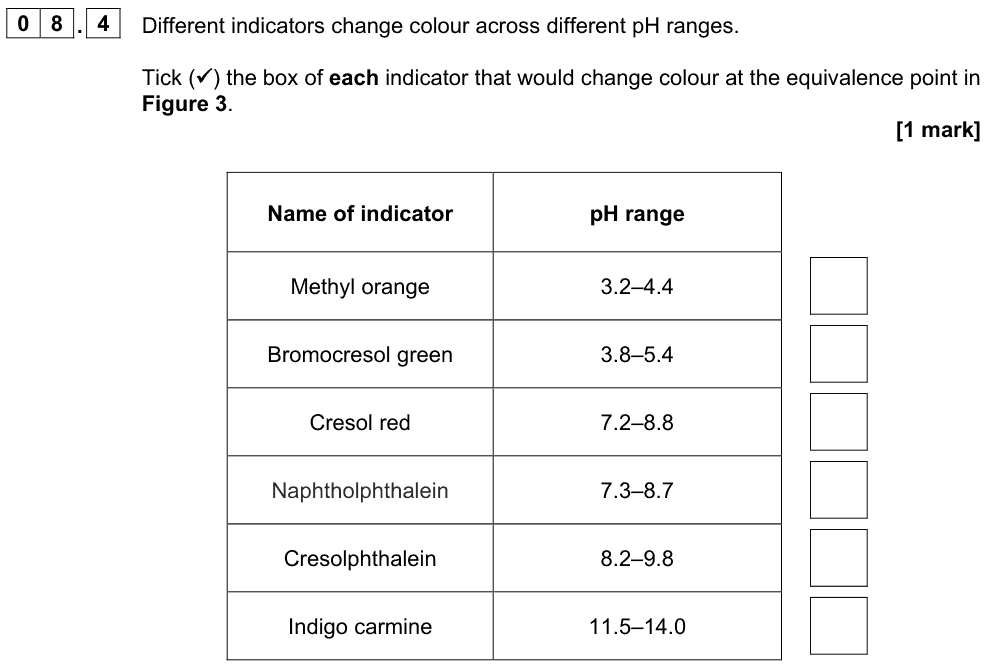 08.4 Different indicators change colour across different pH ranges.
Tick (✓) the box of each indicator that would change colour at the equivalence point in
Figure 3.
[1 mark]
Name of indicator pH range
Methyl orange 3.2–4.4
Bromocresol green 3.8–5.4
Cresol red 7.2–8.8
Naphtholphthalein 7.3–8.7
Cresolphthalein 8.2–9.8
Indigo carmine 11.5–14.0